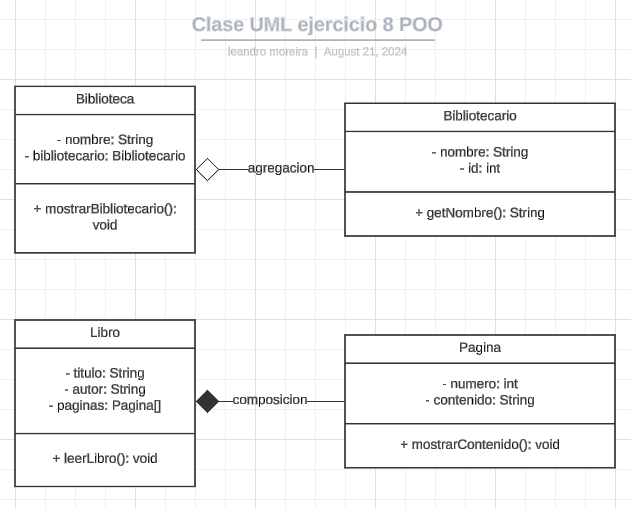 Clase UML ejercicio 8 POO
leandro moreira | August 21, 2024
Biblioteca
- nombre: String
- bibliotecario: Bibliotecario
+ mostrarBibliotecario():
void
agregacion
Bibliotecario
- nombre: String
- id: int
+ getNombre(): String
Libro
- titulo: String
- autor: String
- paginas: Pagina[]
+ leerLibro(): void
composicion
Pagina
- numero: int
- contenido: String
+ mostrarContenido(): void